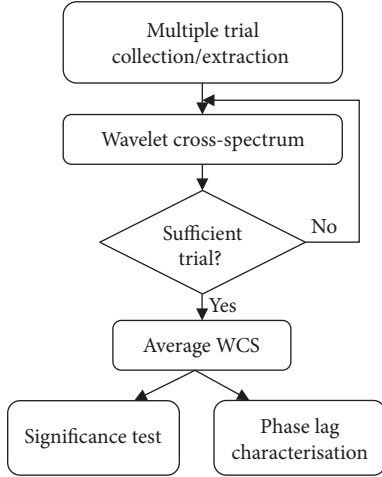 Multiple trial
collection/extraction
Wavelet cross-spectrum
Sufficient
trial?
No
Yes
Average WCS
Significance test
Phase lag
characterisation